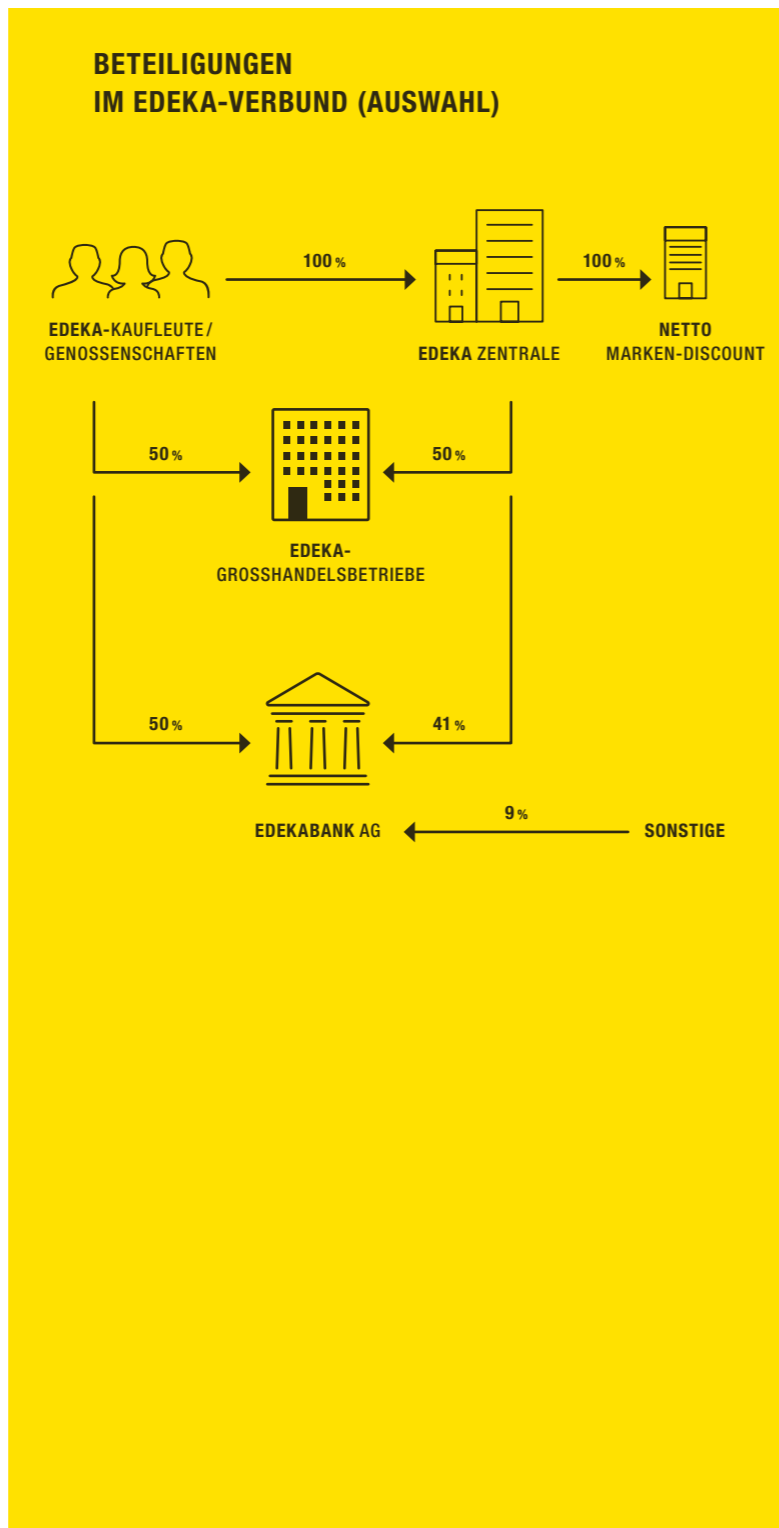 BETEILIGUNGEN
IM EDEKA-VERBUND (AUSWAHL)
100 %
100 %
EDEKA-KAUFLEUTE /
GENOSSENSCHAFTEN
EDEKA ZENTRALE
NETTO
MARKEN-DISCOUNT
50 %
50 %
EDEKA-
GROSSHANDELSBETRIEBE
50 %
41 %
9 %
EDEKABANK AG
SONSTIGE